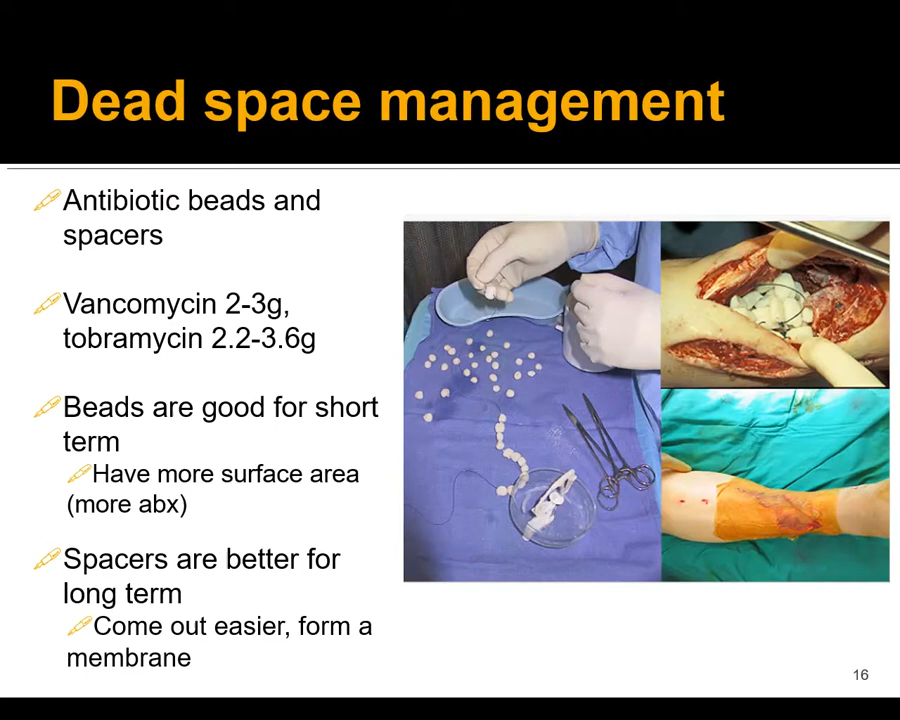 Dead space management
Antibiotic beads and
spacers
Vancomycin 2-3g,
tobramycin 2.2-3.6g
Beads are good for short
term
Have more surface area
(more abx)
Spacers are better for
long term
Come out easier, form a
membrane
16